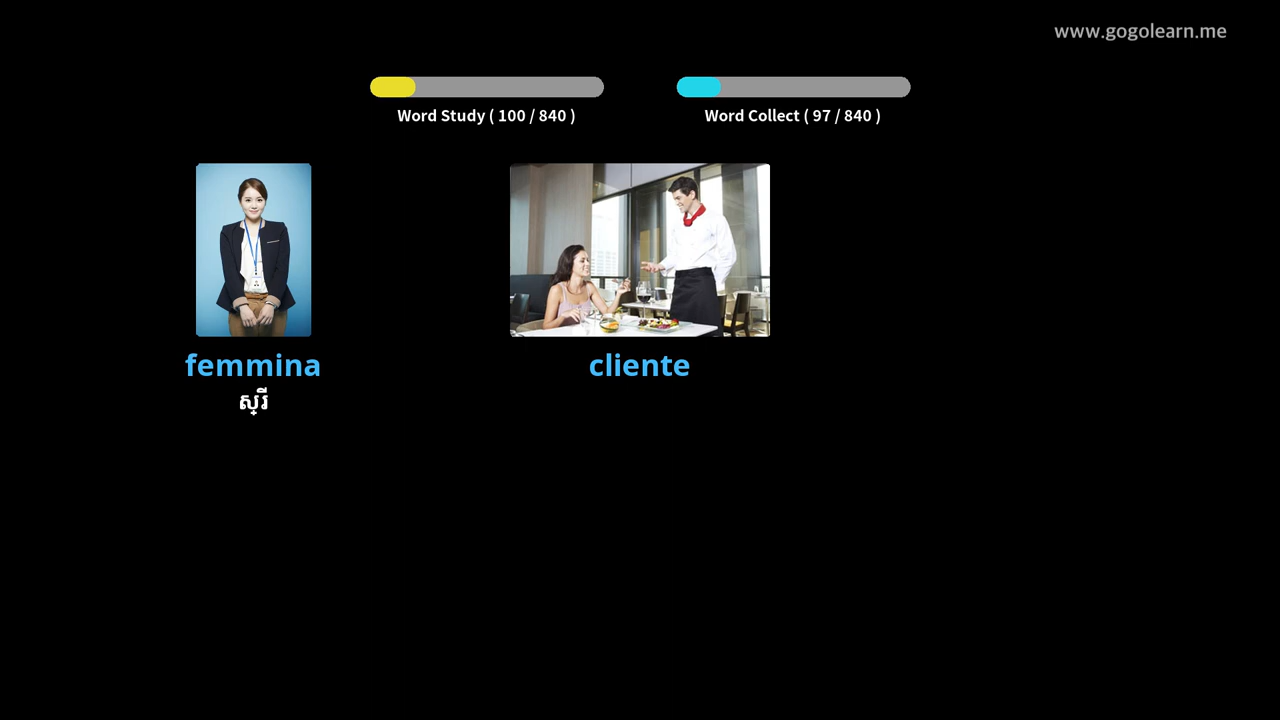 www.gogolearn.me
Word Study ( 100 / 840 )
Word Collect ( 97 / 840 )
femmina
cliente
ស្រី